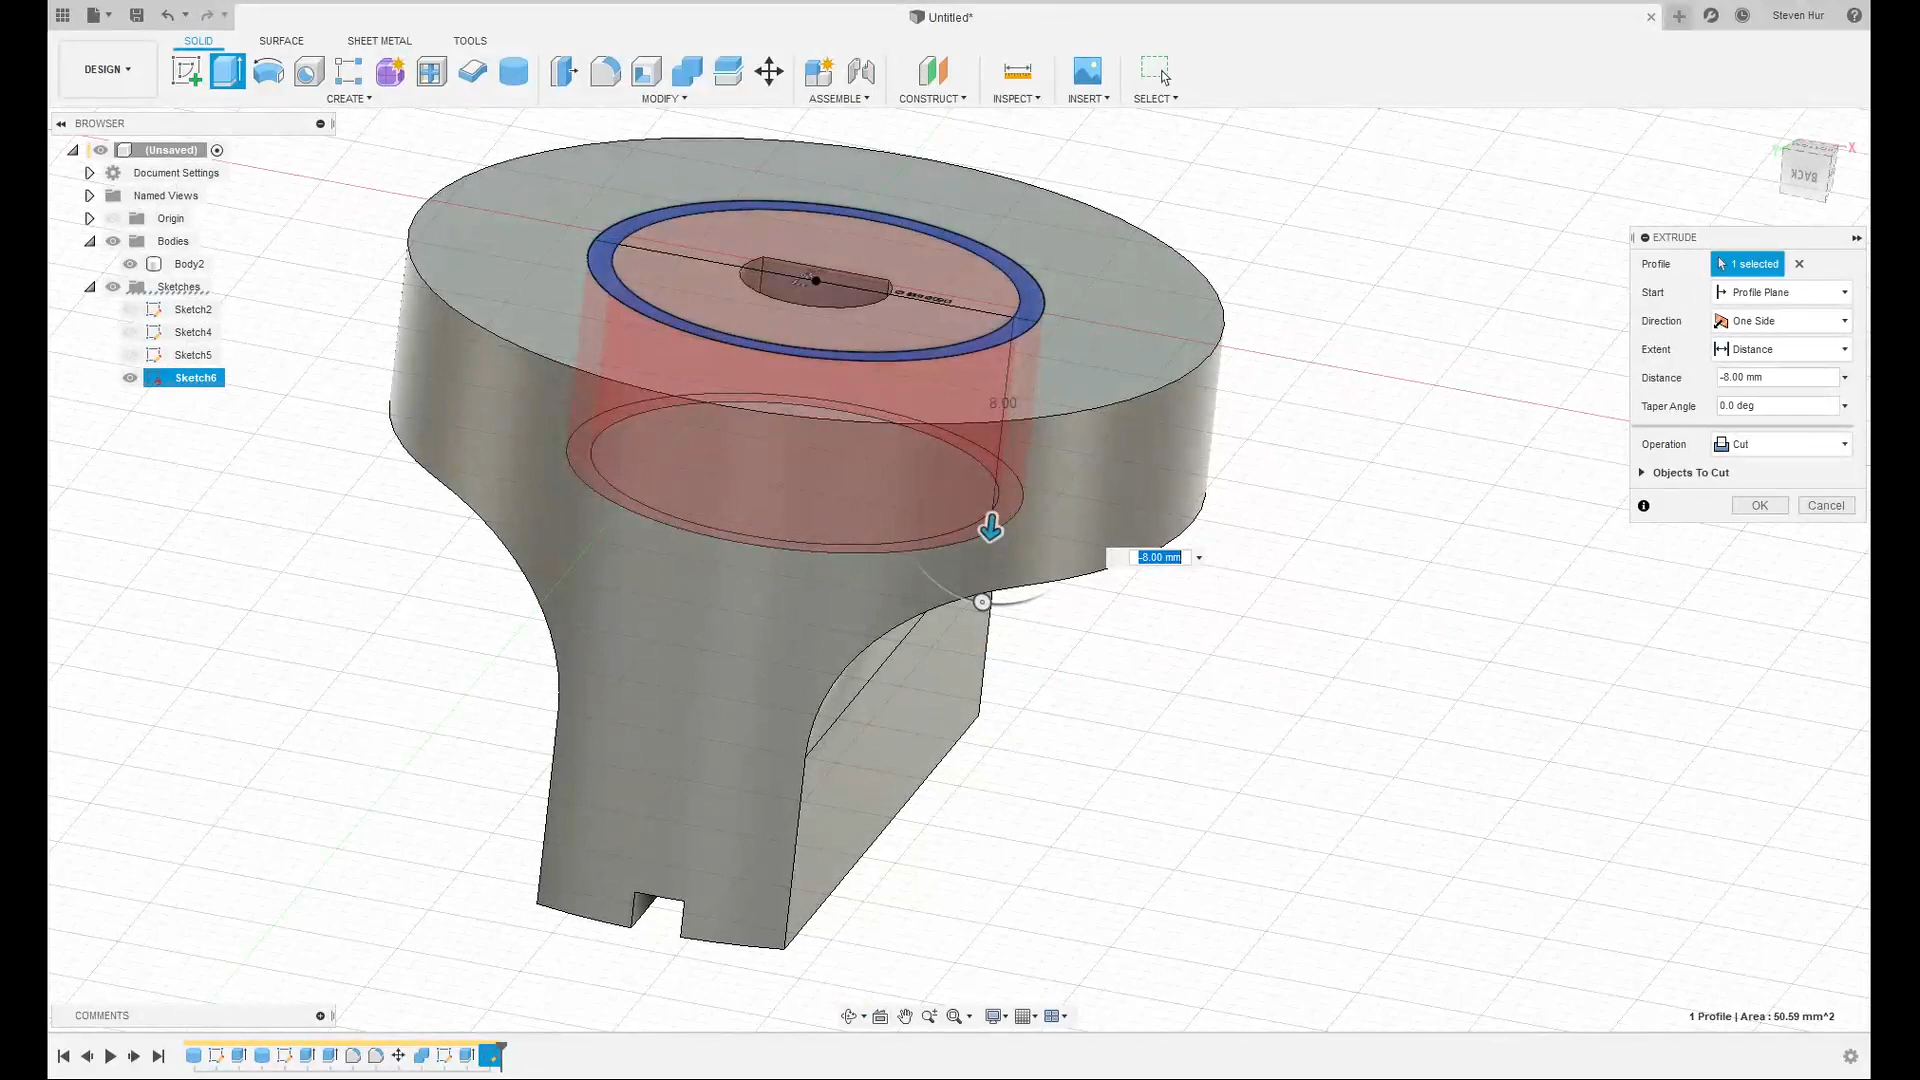 Untitled*
Steven Hur
DESIGN
SOLID
SURFACE
SHEET METAL
TOOLS
CREATE
MODIFY
ASSEMBLE
CONSTRUCT
INSPECT
INSERT
SELECT
BROWSER
(Unsaved)
Document Settings
Named Views
Origin
Bodies
Body2
Sketches
Sketch2
Sketch4
Sketch5
Sketch6
X
BACK
EXTRUDE
Profile 1 selected
Start Profile Plane
Direction One Side
Extent Distance
Distance -8.00 mm
Taper Angle 0.0 deg
Operation Cut
Objects To Cut
OK Cancel
8.00
-8.00 mm
COMMENTS
1 Profile | Area : 50.59 mm^2